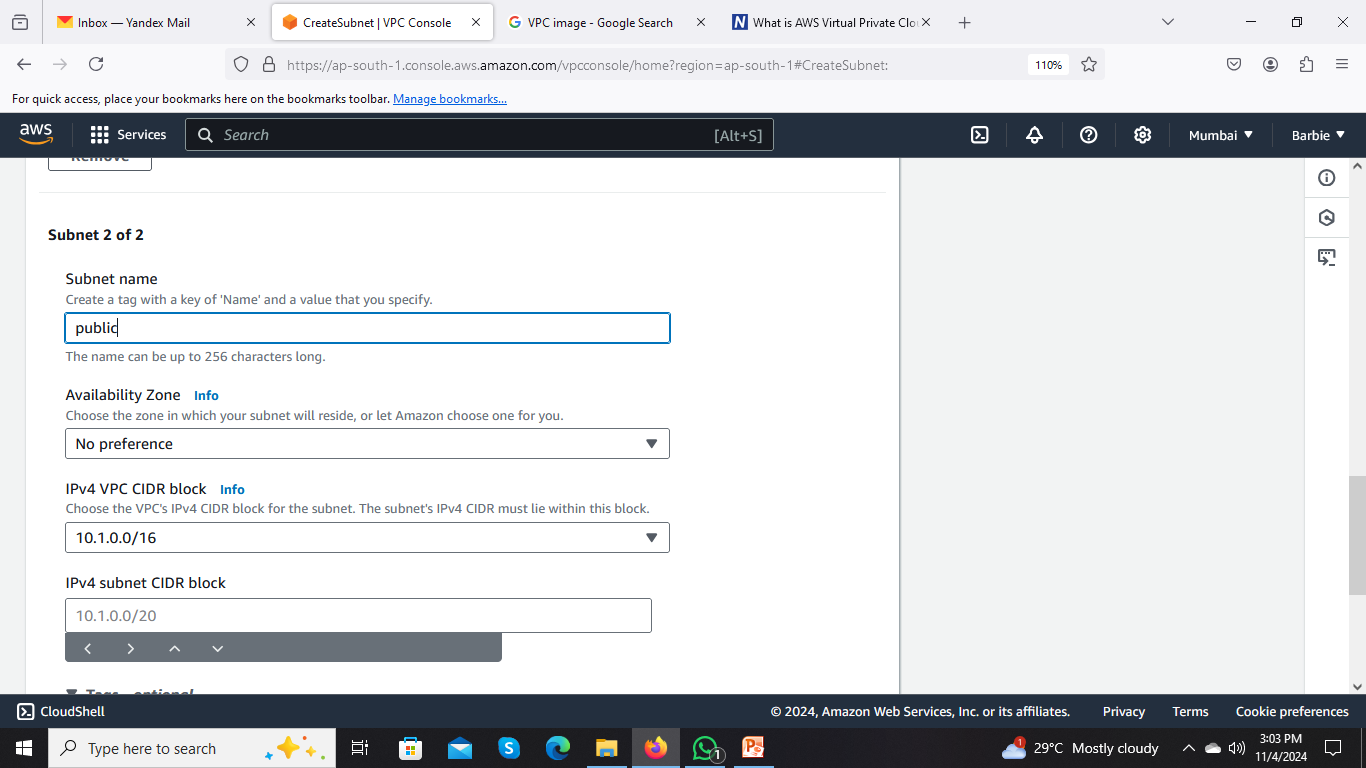 Inbox — Yandex Mail
CreateSubnet | VPC Console
VPC image - Google Search
What is AWS Virtual Private Clo
https://ap-south-1.console.aws.amazon.com/vpcconsole/home?region=ap-south-1#CreateSubnet:
110%
For quick access, place your bookmarks here on the bookmarks toolbar. Manage bookmarks...
aws
Services
Search
[Alt+S]
Mumbai
Barbie
Remove
Subnet 2 of 2
Subnet name
Create a tag with a key of 'Name' and a value that you specify.
public
The name can be up to 256 characters long.
Availability Zone Info
Choose the zone in which your subnet will reside, or let Amazon choose one for you.
No preference
IPv4 VPC CIDR block Info
Choose the VPC's IPv4 CIDR block for the subnet. The subnet's IPv4 CIDR must lie within this block.
10.1.0.0/16
IPv4 subnet CIDR block
10.1.0.0/20
Tags - optional
CloudShell
© 2024, Amazon Web Services, Inc. or its affiliates.
Privacy
Terms
Cookie preferences
Type here to search
1
1
29°C Mostly cloudy
3:03 PM
11/4/2024